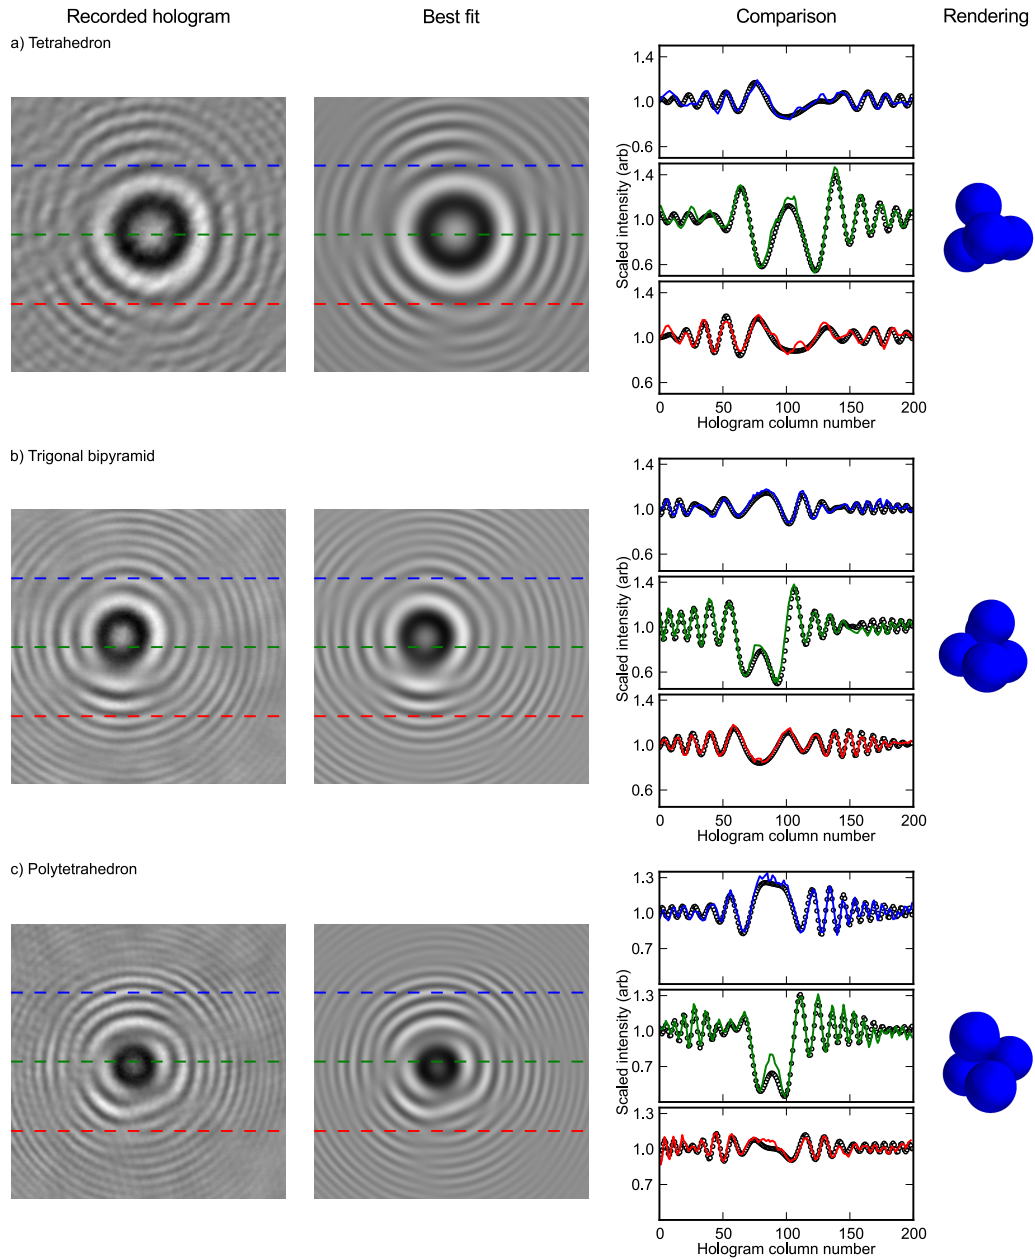 Recorded hologram Best fit Comparison Rendering
a) Tetrahedron
1.4
1.0
0.6
1.4
1.0
0.6
1.4
1.0
0.6
Scaled intensity (arb)
0 50 100 150 200
Hologram column number
b) Trigonal bipyramid
1.4
1.0
0.6
1.4
1.0
0.6
1.4
1.0
0.6
Scaled intensity (arb)
0 50 100 150 200
Hologram column number
c) Polytetrahedron
1.3
1.0
0.7
1.3
1.0
0.7
1.3
1.0
0.7
Scaled intensity (arb)
0 50 100 150 200
Hologram column number